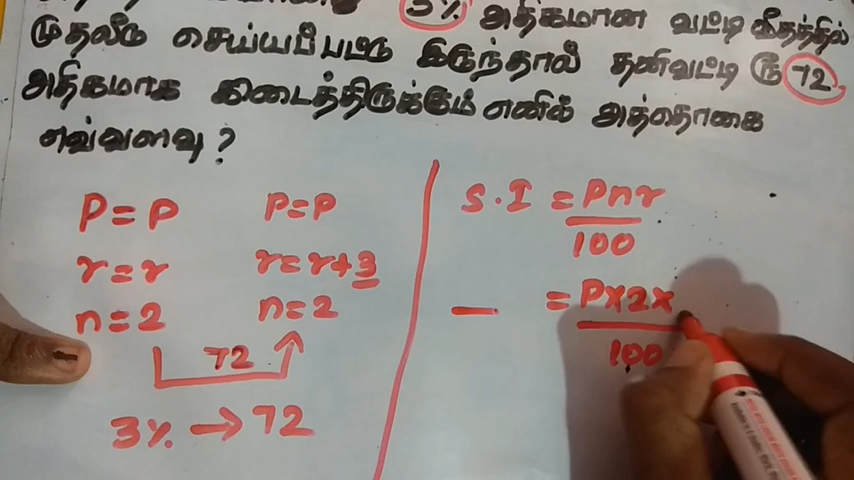 3% அதிகமான வட்டி வீதத்தில்
முதலீடு செய்யப்பட்டு இருந்தால் தனிவட்டி ரூ 72
அதிகமாக கிடைத்திருக்கும் எனில் அத்தொகை
எவ்வளவு?
P = P
r = r
n = 2
P = P
r = r + 3
n = 2
72
3% → 72
S.I = Pnr
100
— = P×2×
100